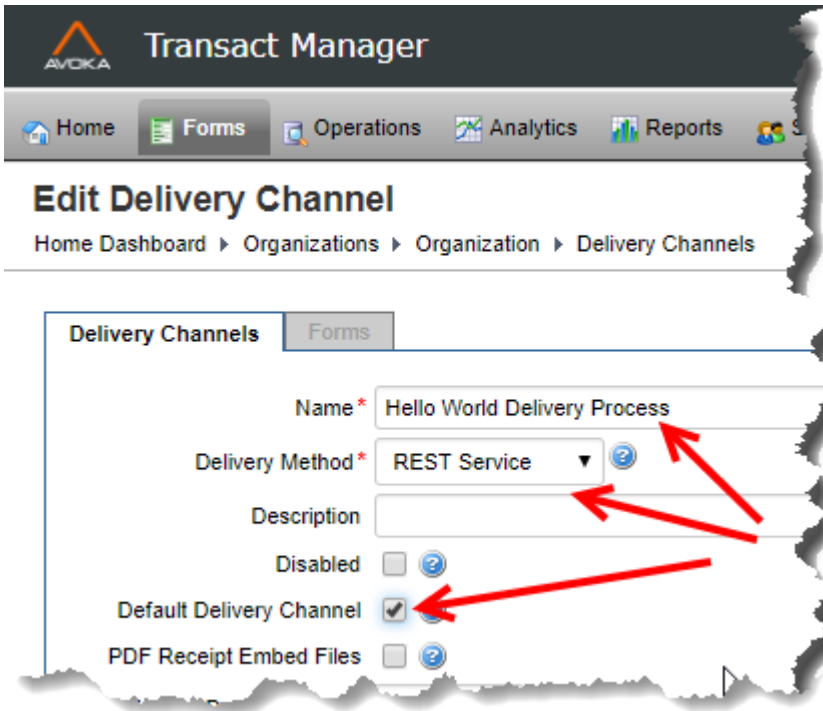 AVOKA
Transact Manager
Home Forms Operations Analytics Reports S
Edit Delivery Channel
Home Dashboard Organizations Organization Delivery Channels
Delivery Channels Forms
Name* Hello World Delivery Process
Delivery Method* REST Service
Description
Disabled
Default Delivery Channel
PDF Receipt Embed Files